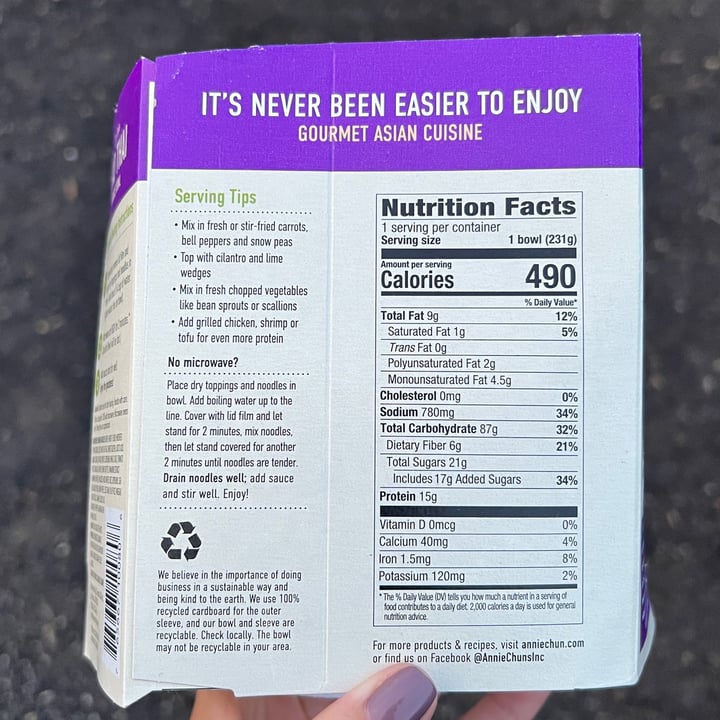 IT'S NEVER BEEN EASIER TO ENJOY
GOURMET ASIAN CUISINE
Serving Tips
• Mix in fresh or stir-fried carrots,
bell peppers and snow peas
• Top with cilantro and lime
wedges
• Mix in fresh chopped vegetables
like bean sprouts or scallions
• Add grilled chicken, shrimp or
tofu for even more protein
No microwave?
Place dry toppings and noodles in
bowl. Add boiling water up to the
line. Cover with lid film and let
stand for 2 minutes, mix noodles,
then let stand covered for another
2 minutes until noodles are tender.
Drain noodles well; add sauce
and stir well. Enjoy!
We believe in the importance of doing
business in a sustainable way and
being kind to the earth. We use 100%
recycled cardboard for the outer
sleeve, and our bowl and sleeve are
recyclable. Check locally. The bowl
may not be recyclable in your area.
Nutrition Facts
1 serving per container
Serving size 1 bowl (231g)
Amount per serving
Calories 490
% Daily Value*
Total Fat 9g 12%
Saturated Fat 1g 5%
Trans Fat 0g
Polyunsaturated Fat 2g
Monounsaturated Fat 4.5g
Cholesterol 0mg 0%
Sodium 780mg 34%
Total Carbohydrate 87g 32%
Dietary Fiber 6g 21%
Total Sugars 21g
Includes 17g Added Sugars 34%
Protein 15g
Vitamin D 0mcg 0%
Calcium 40mg 4%
Iron 1.5mg 8%
Potassium 120mg 2%
* The % Daily Value (DV) tells you how much a nutrient in a serving of
food contributes to a daily diet. 2,000 calories a day is used for general
nutrition advice.
For more products & recipes, visit anniechun.com
or find us on Facebook @AnnieChunsInc